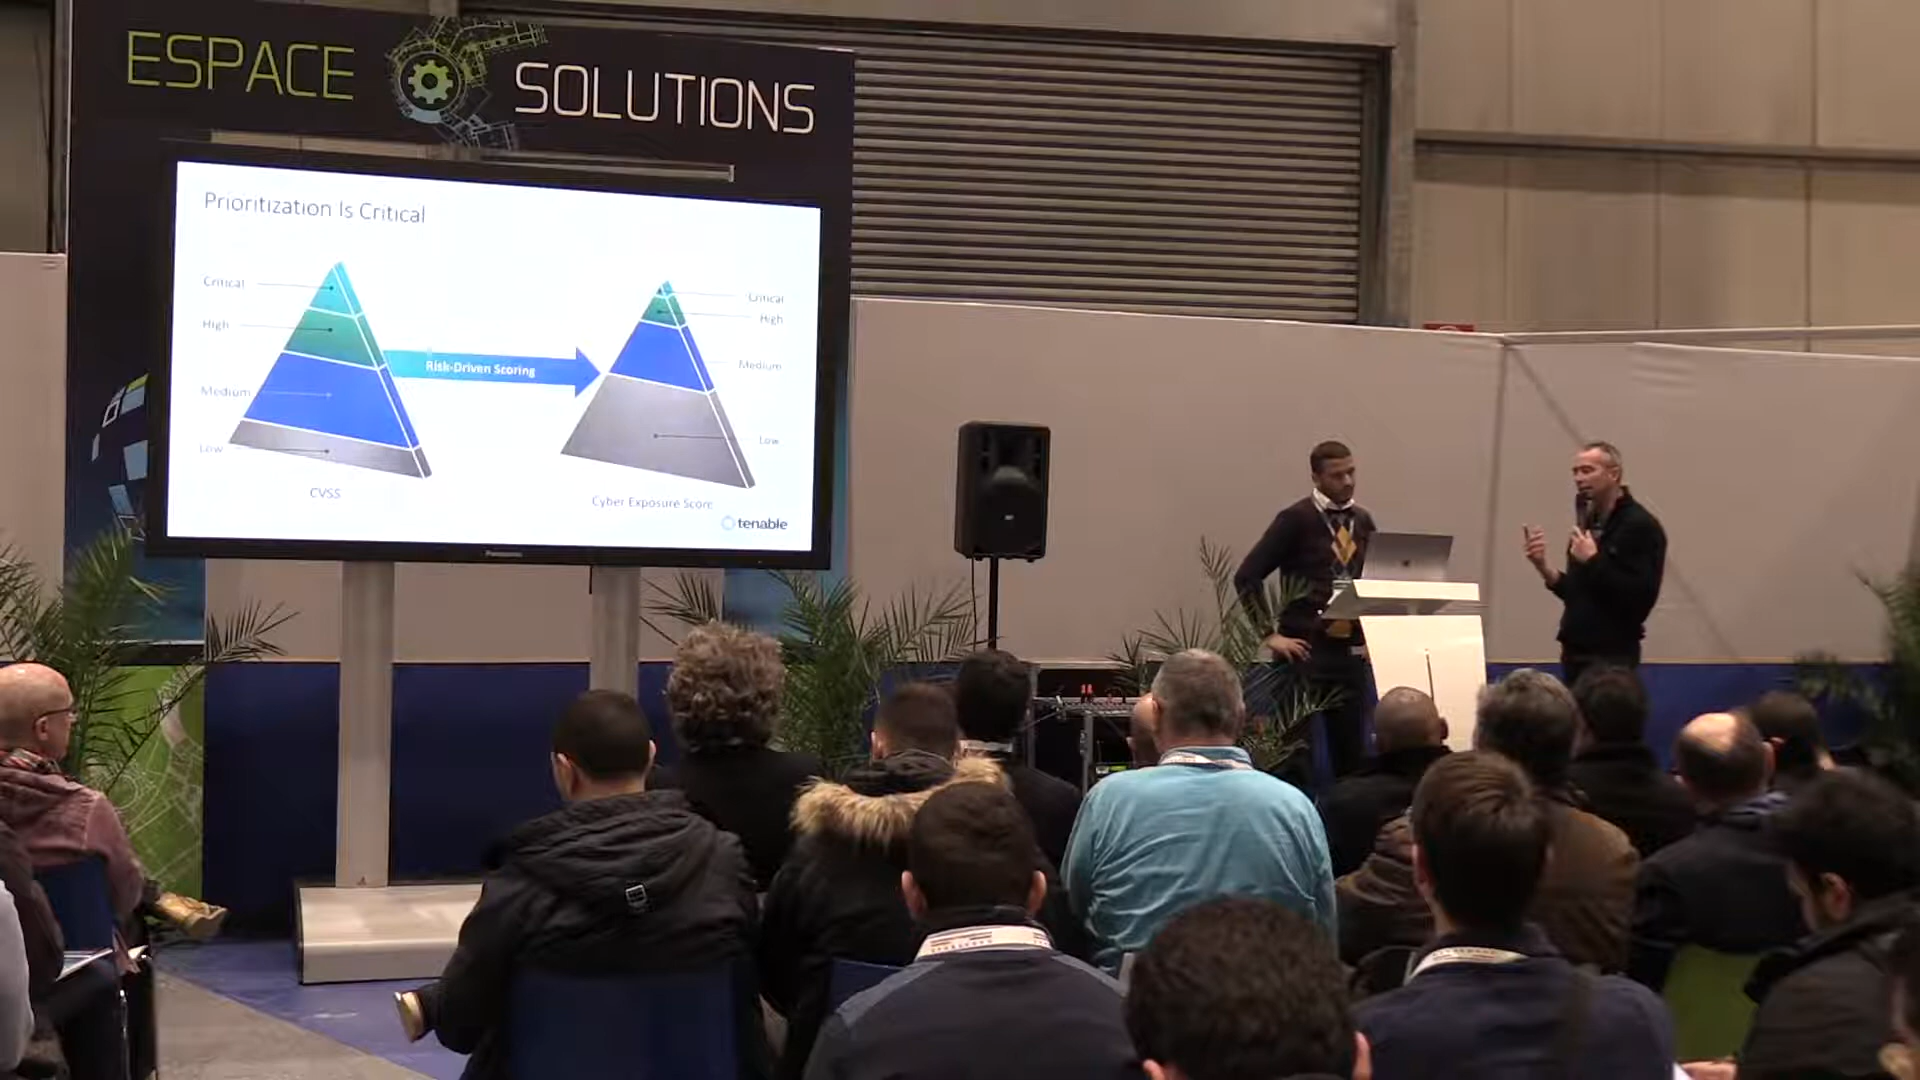 ESPACE SOLUTIONS
Prioritization Is Critical
Critical
High
Medium
Low
CVSS
Risk-Driven Scoring
Critical
High
Medium
Low
Cyber Exposure Score
tenable
Panasonic